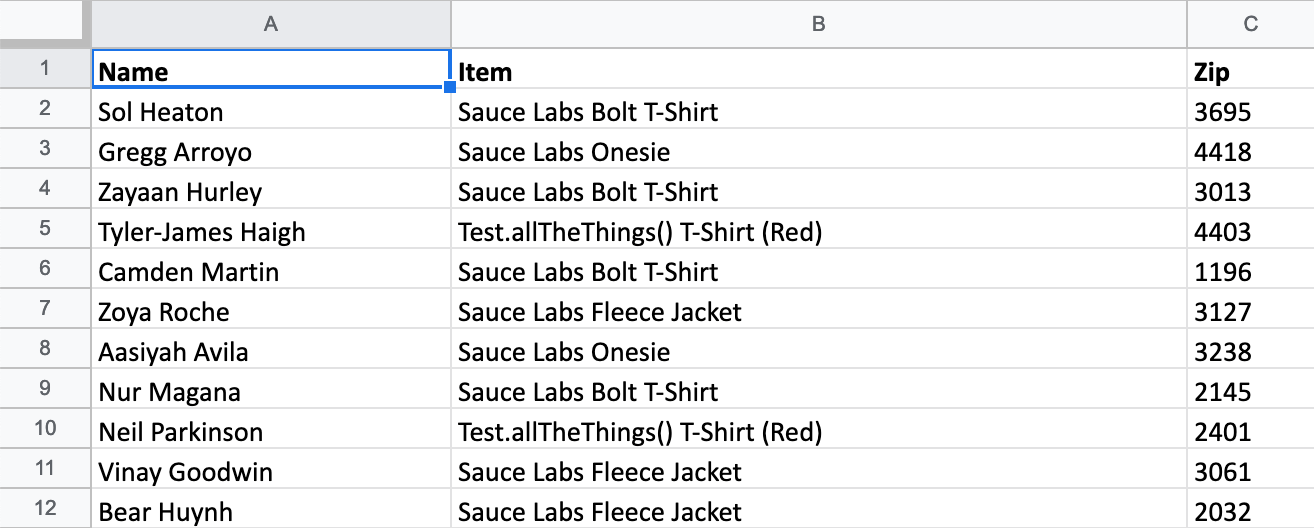 A B C
1 Name Item Zip
2 Sol Heaton Sauce Labs Bolt T-Shirt 3695
3 Gregg Arroyo Sauce Labs Onesie 4418
4 Zayaan Hurley Sauce Labs Bolt T-Shirt 3013
5 Tyler-James Haigh Test.allTheThings() T-Shirt (Red) 4403
6 Camden Martin Sauce Labs Bolt T-Shirt 1196
7 Zoya Roche Sauce Labs Fleece Jacket 3127
8 Aasiyah Avila Sauce Labs Onesie 3238
9 Nur Magana Sauce Labs Bolt T-Shirt 2145
10 Neil Parkinson Test.allTheThings() T-Shirt (Red) 2401
11 Vinay Goodwin Sauce Labs Fleece Jacket 3061
12 Bear Huynh Sauce Labs Fleece Jacket 2032